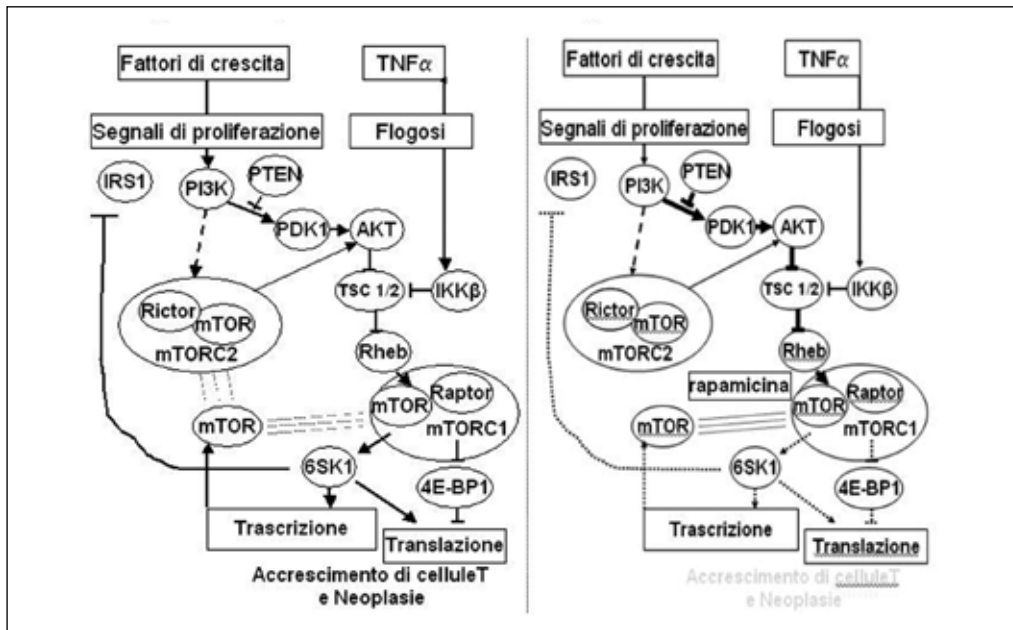 Fattori di crescita
TNFα
Segnali di proliferazione
Flogosi
IRS1
PI3K
PTEN
PDK1
AKT
TSC 1/2
IKKβ
Rictor
mTOR
mTORC2
Rheb
mTOR
Raptor
mTORC1
mTOR
6SK1
4E-BP1
Trascrizione
Translazione
Accrescimento di celluleT
e Neoplasie
Fattori di crescita
TNFα
Segnali di proliferazione
Flogosi
IRS1
PI3K
PTEN
PDK1
AKT
TSC 1/2
IKKβ
Rictor
mTOR
mTORC2
Rheb
rapamicina
mTOR
Raptor
mTORC1
mTOR
6SK1
4E-BP1
Trascrizione
Translazione
Accrescimento di celluleT
e Neoplasie